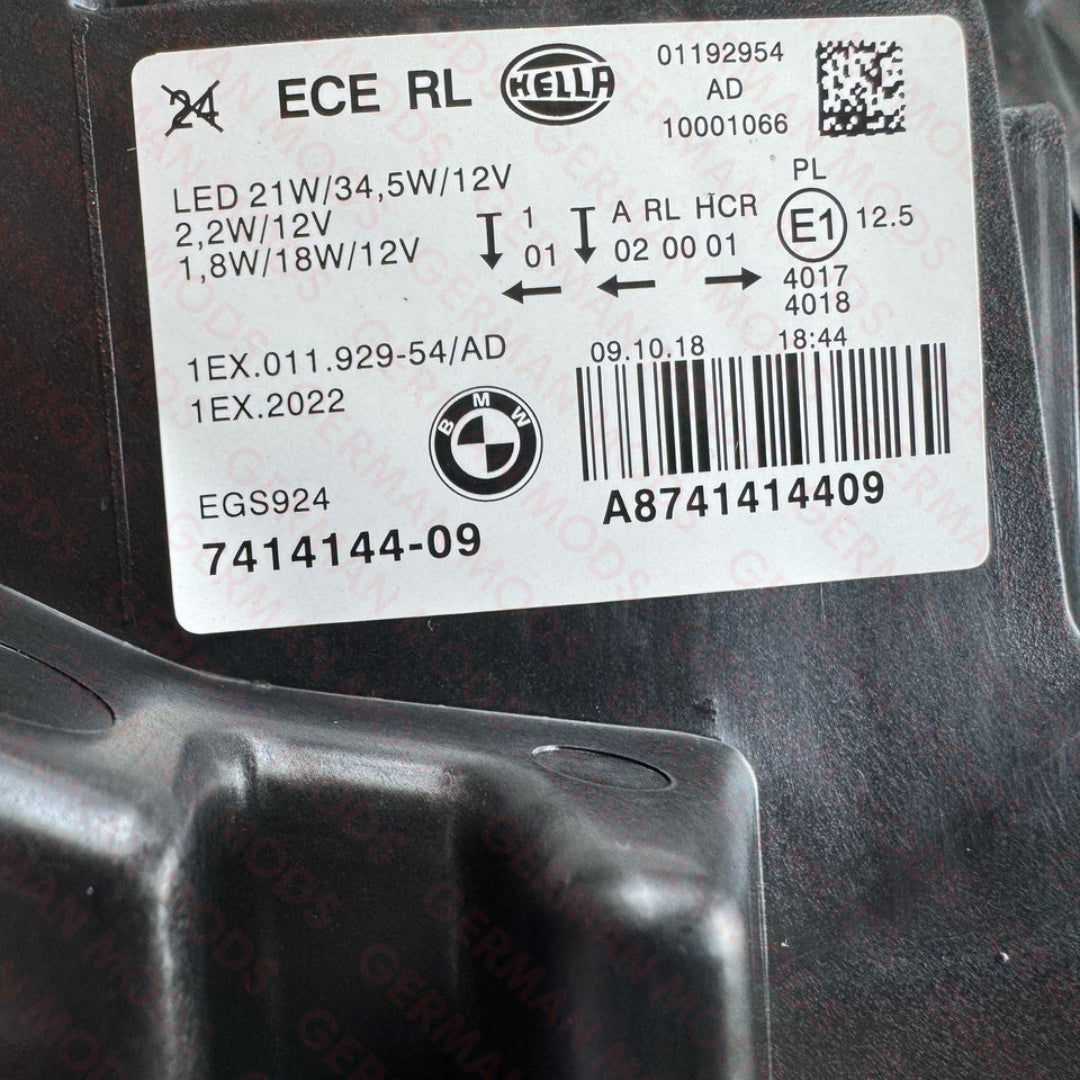 24 ECE RL HELLA
01192954
AD
10001066
LED 21W/34,5W/12V
2,2W/12V
1,8W/18W/12V
1 A RL HCR
01 02 00 01
PL
E1 12.5
4017
4018
1EX.011.929-54/AD
1EX.2022
BMW
09.10.18 18:44
A8741414409
EGS924
7414144-09
GERMAN MODS